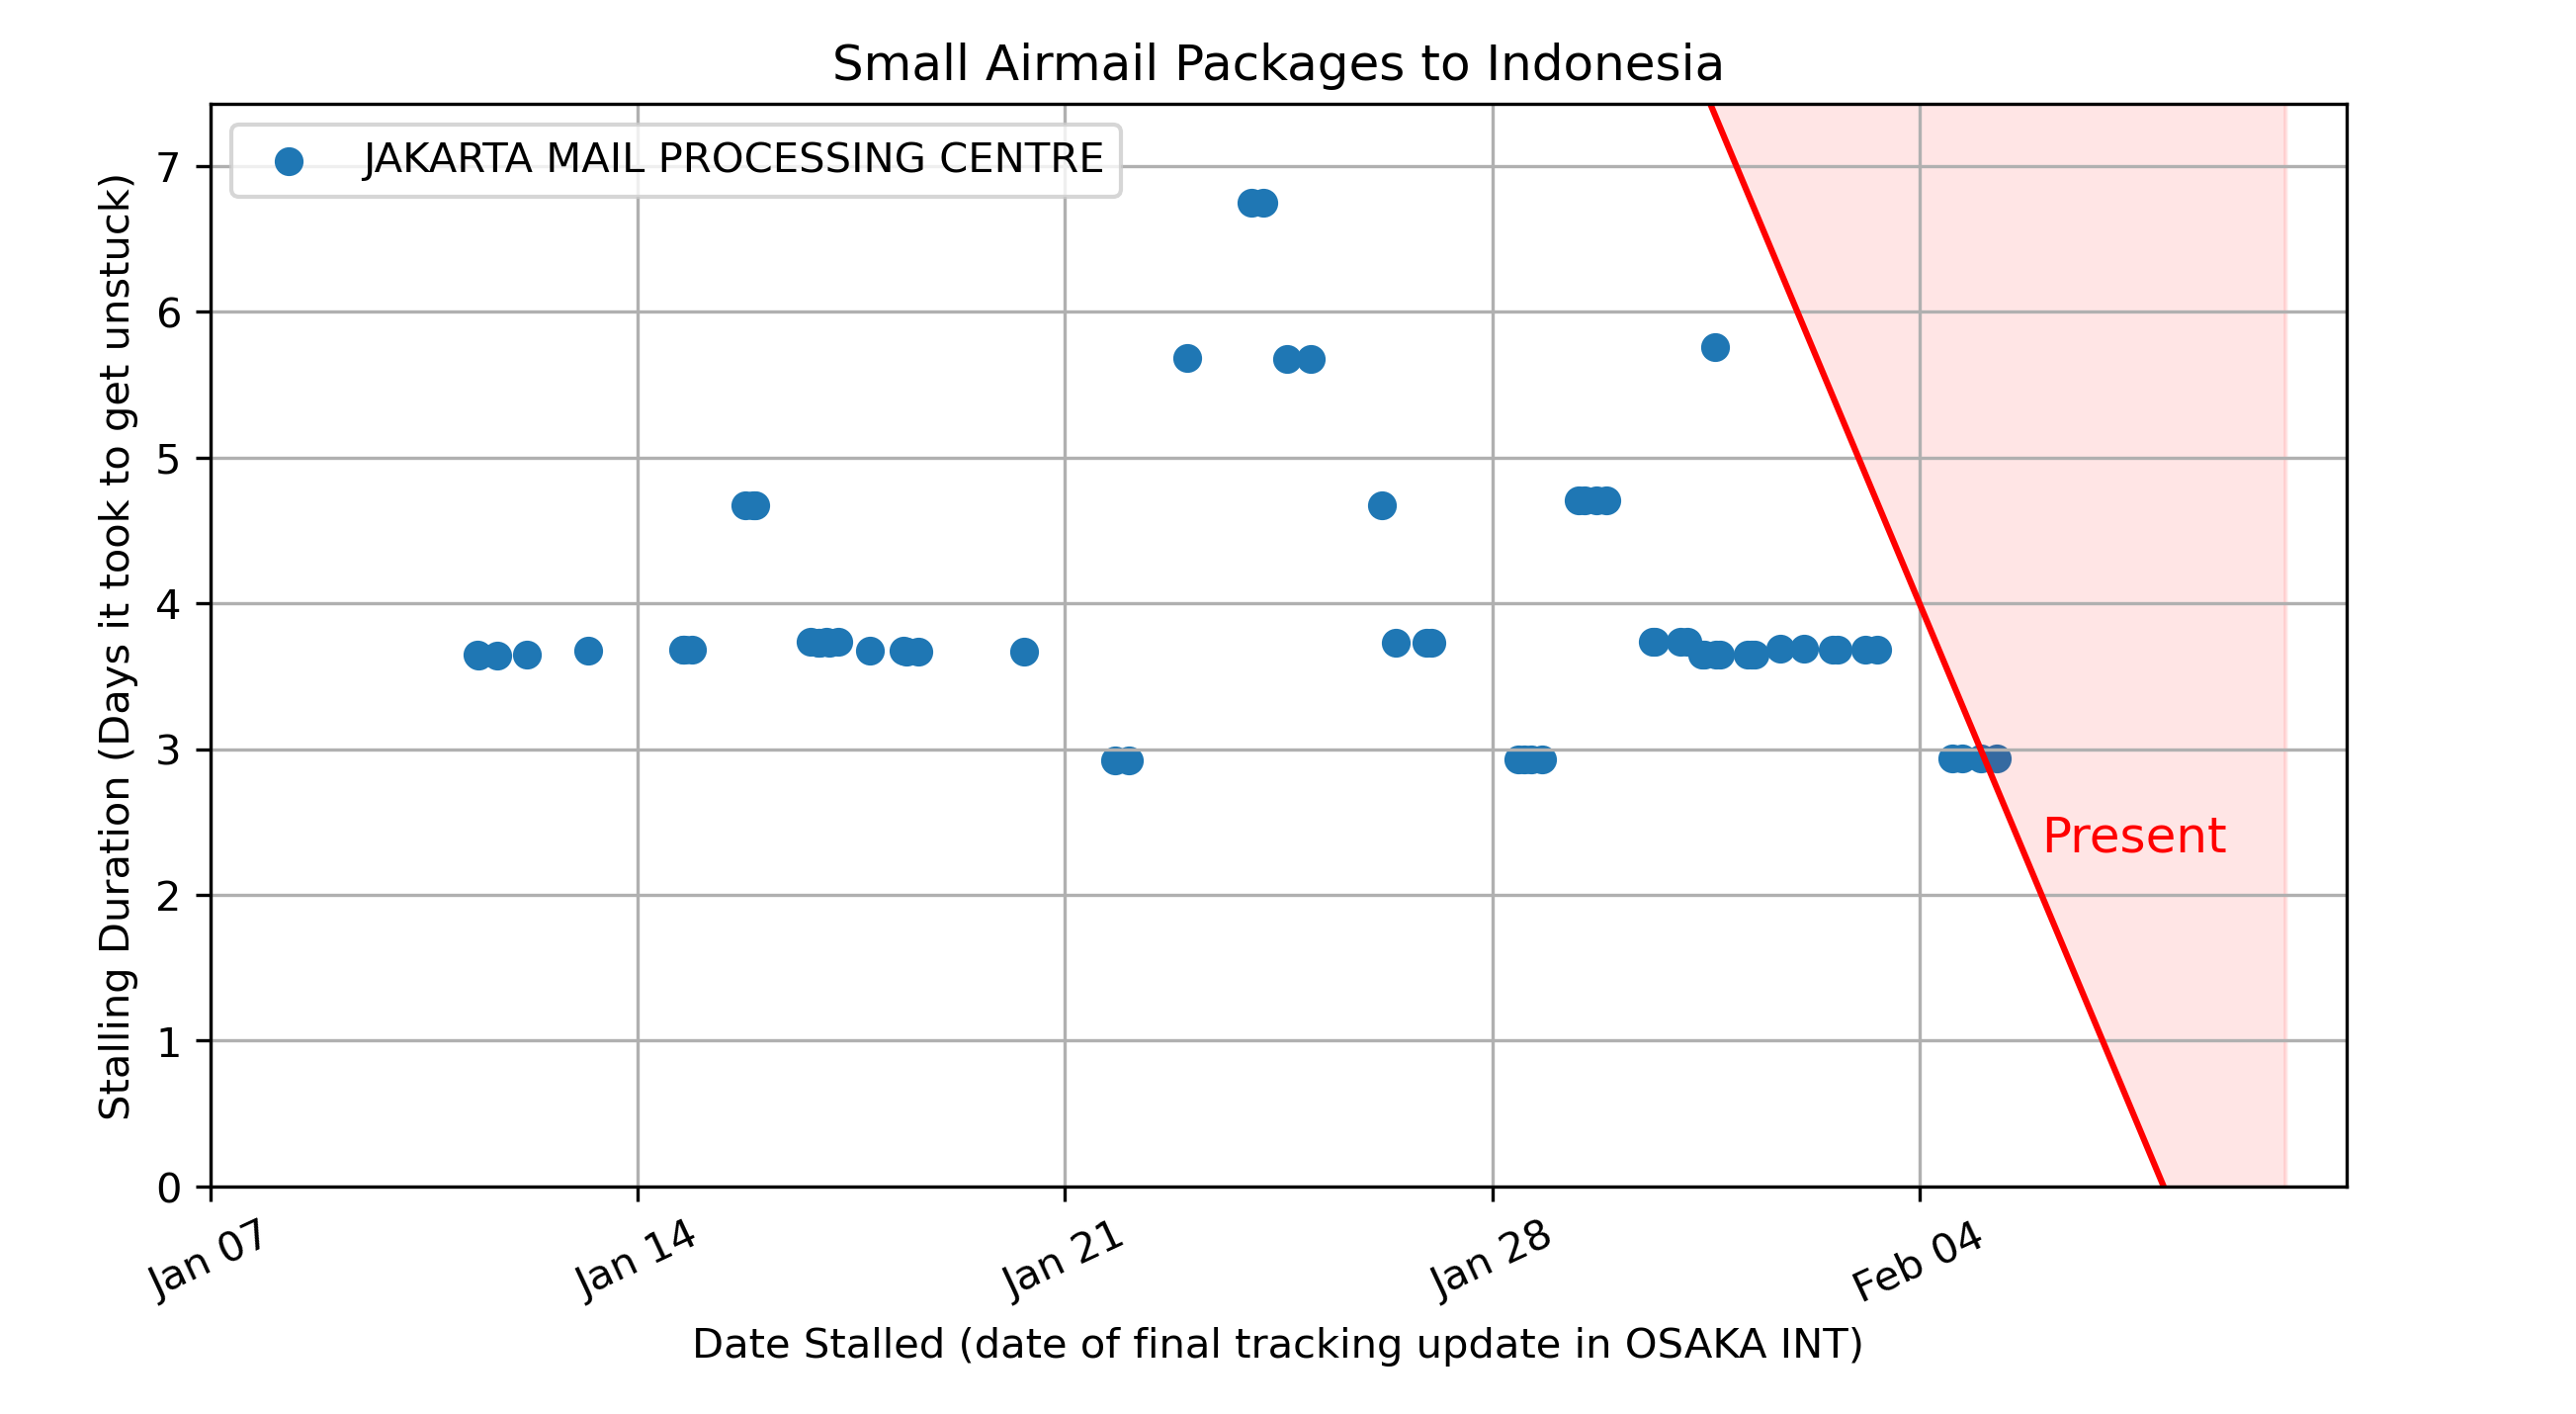 Small Airmail Packages to Indonesia
JAKARTA MAIL PROCESSING CENTRE
Stalling Duration (Days it took to get unstuck)
7
6
5
4
3
2
1
0
Present
Jan 07
Jan 14
Jan 21
Jan 28
Feb 04
Date Stalled (date of final tracking update in OSAKA INT)